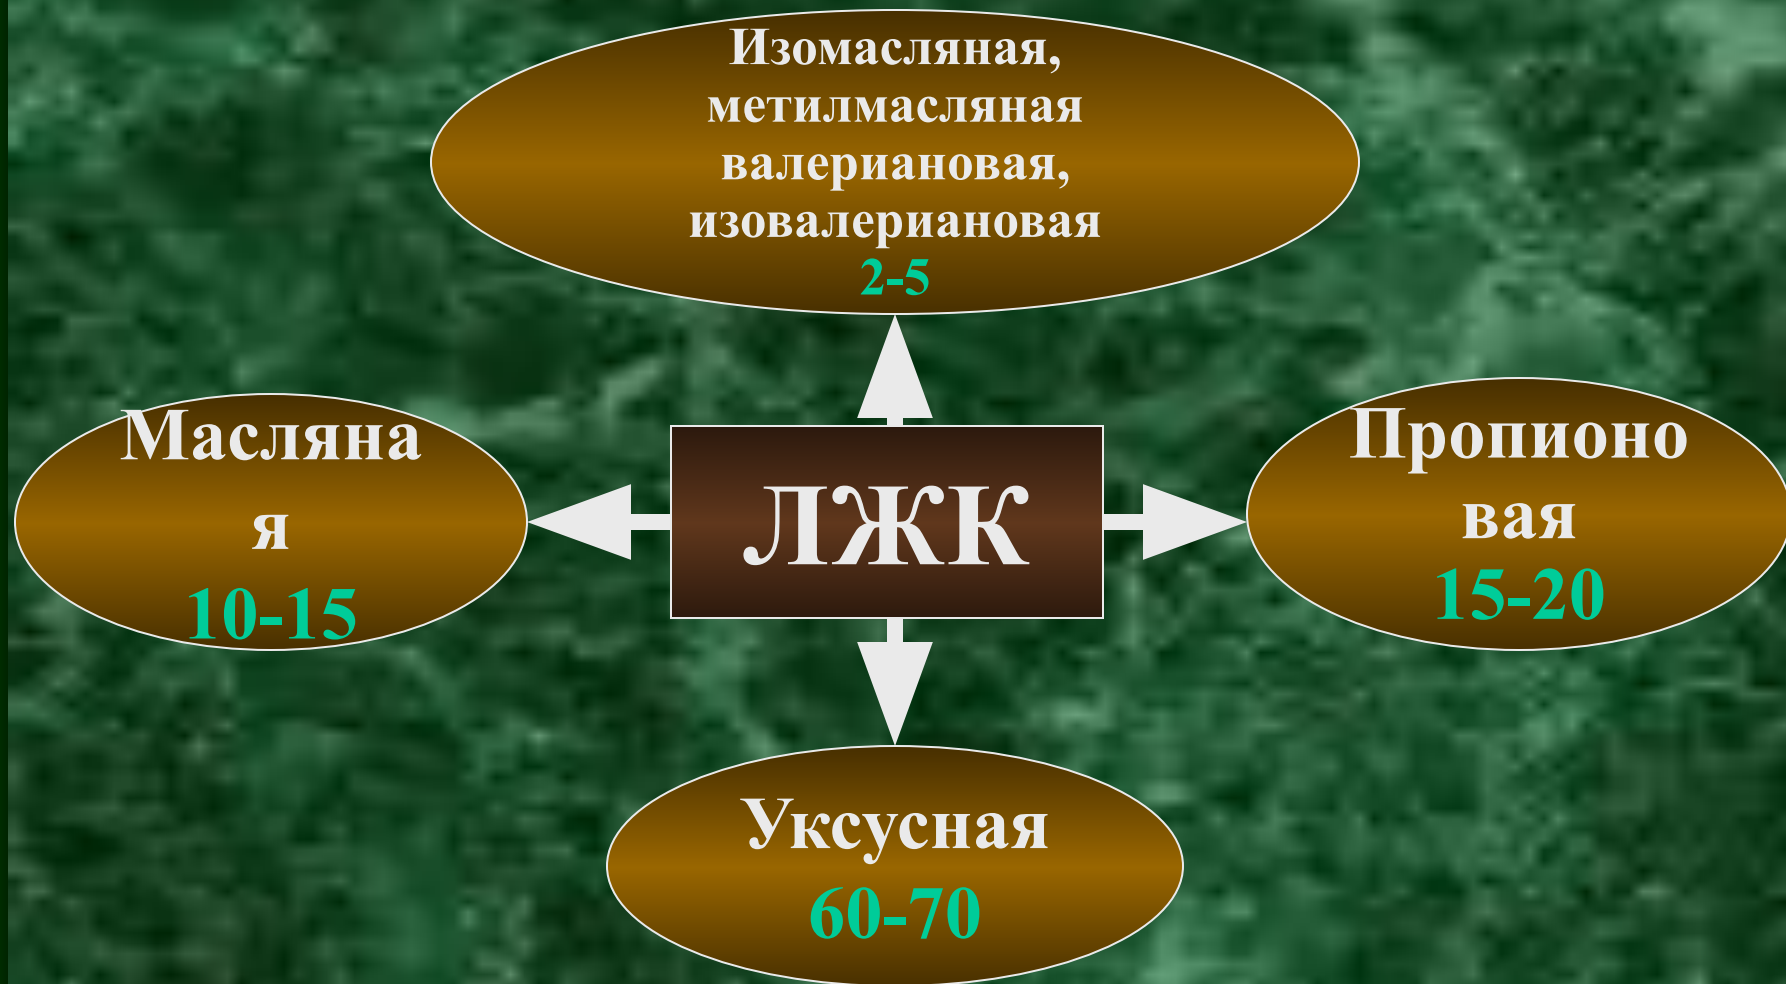 Изомасляная,
метилмасляная
валериановая,
изовалериановая
2-5
Масляна
я
10-15
ЛЖК
Пропионо
вая
15-20
Уксусная
60-70